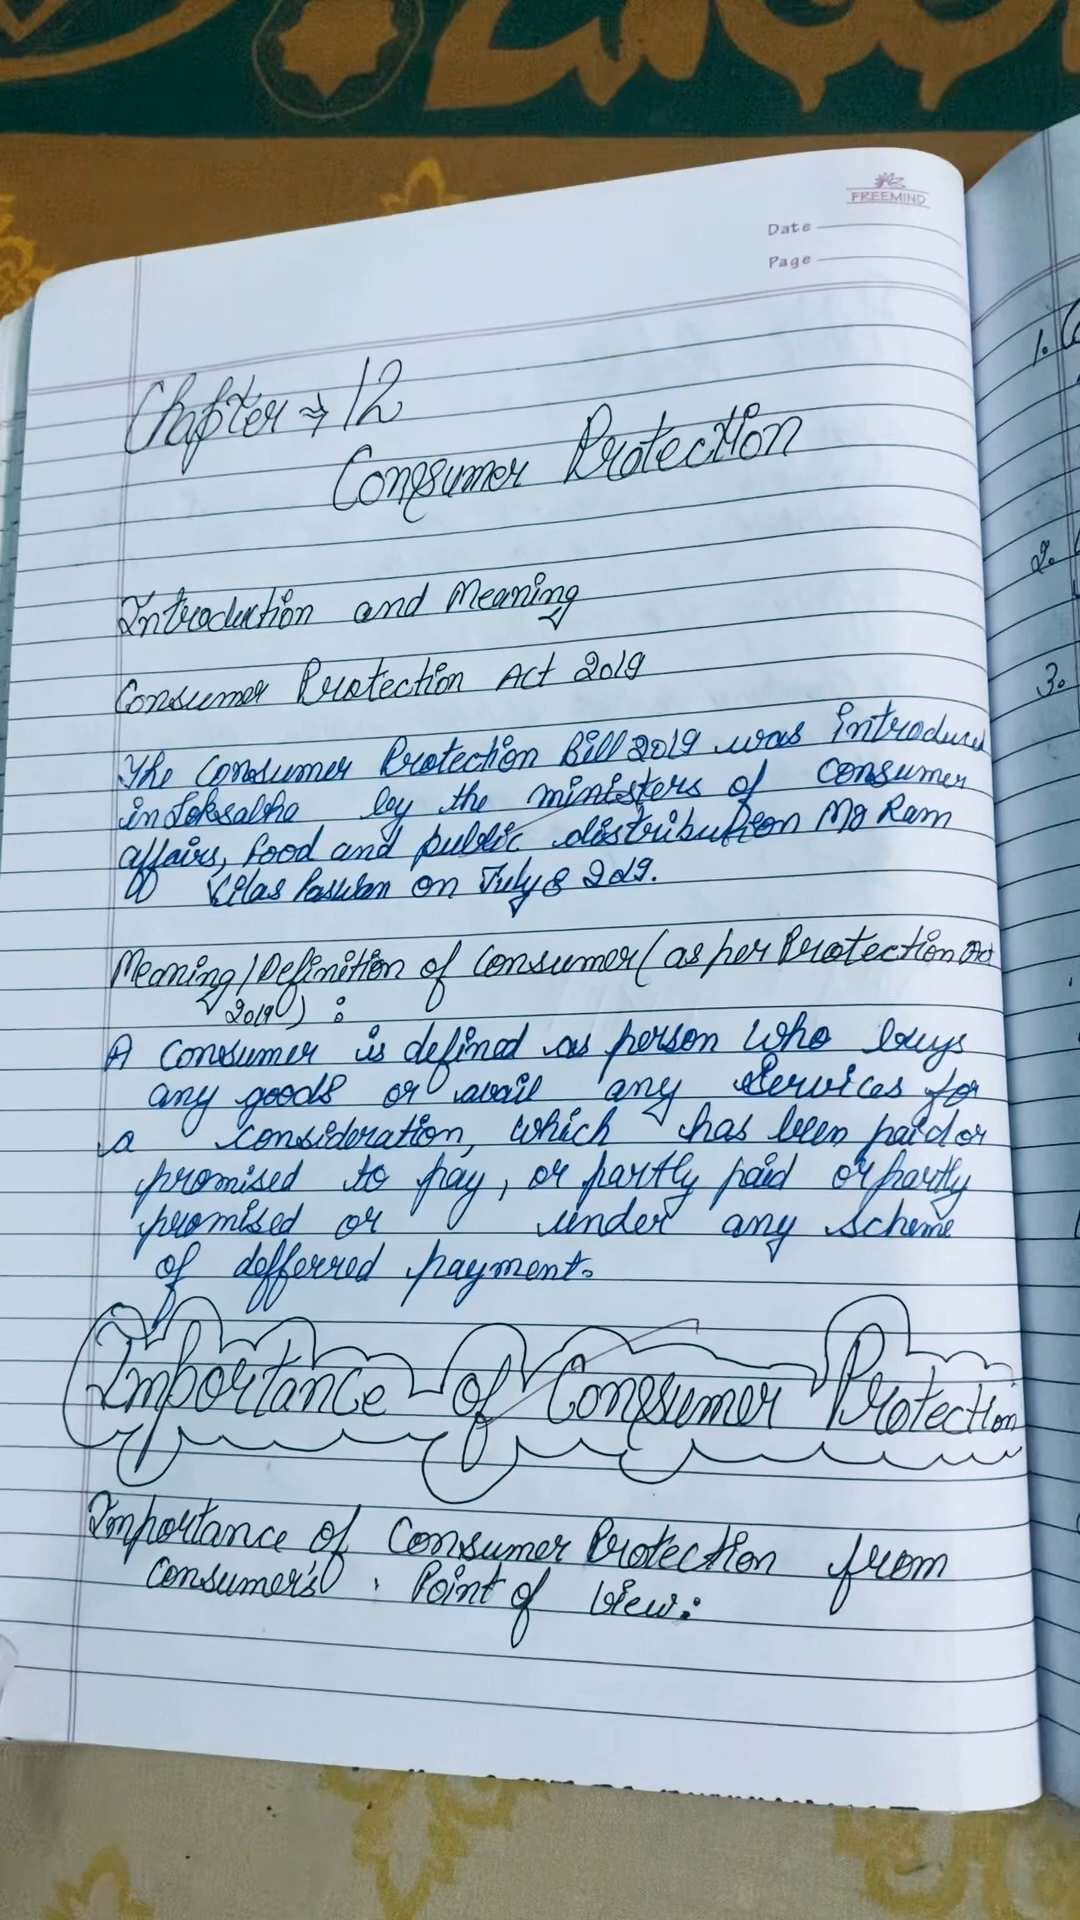 FREEMIND
Date
Page
Chapter → 12
Consumer Protection
Introduction and Meaning
Consumer Protection Act 2019
The Consumer Protection Bill 2019 was introduced
in Loksabha by the ministers of consumer
affairs, Food and public distribution Mr Ram
Vilas Paswan on July 8 2019.
Meaning/Definition of Consumer (as per Protection Act
2019) :
A consumer is defined as person who buys
any goods or avail any services for
a consideration, which has been paid or
promised to pay, or partly paid or partly
promised or under any scheme
of defferred payment.
Importance of Consumer Protection
Importance of Consumer Protection from
consumer's Point of view:
1.
2.
3.